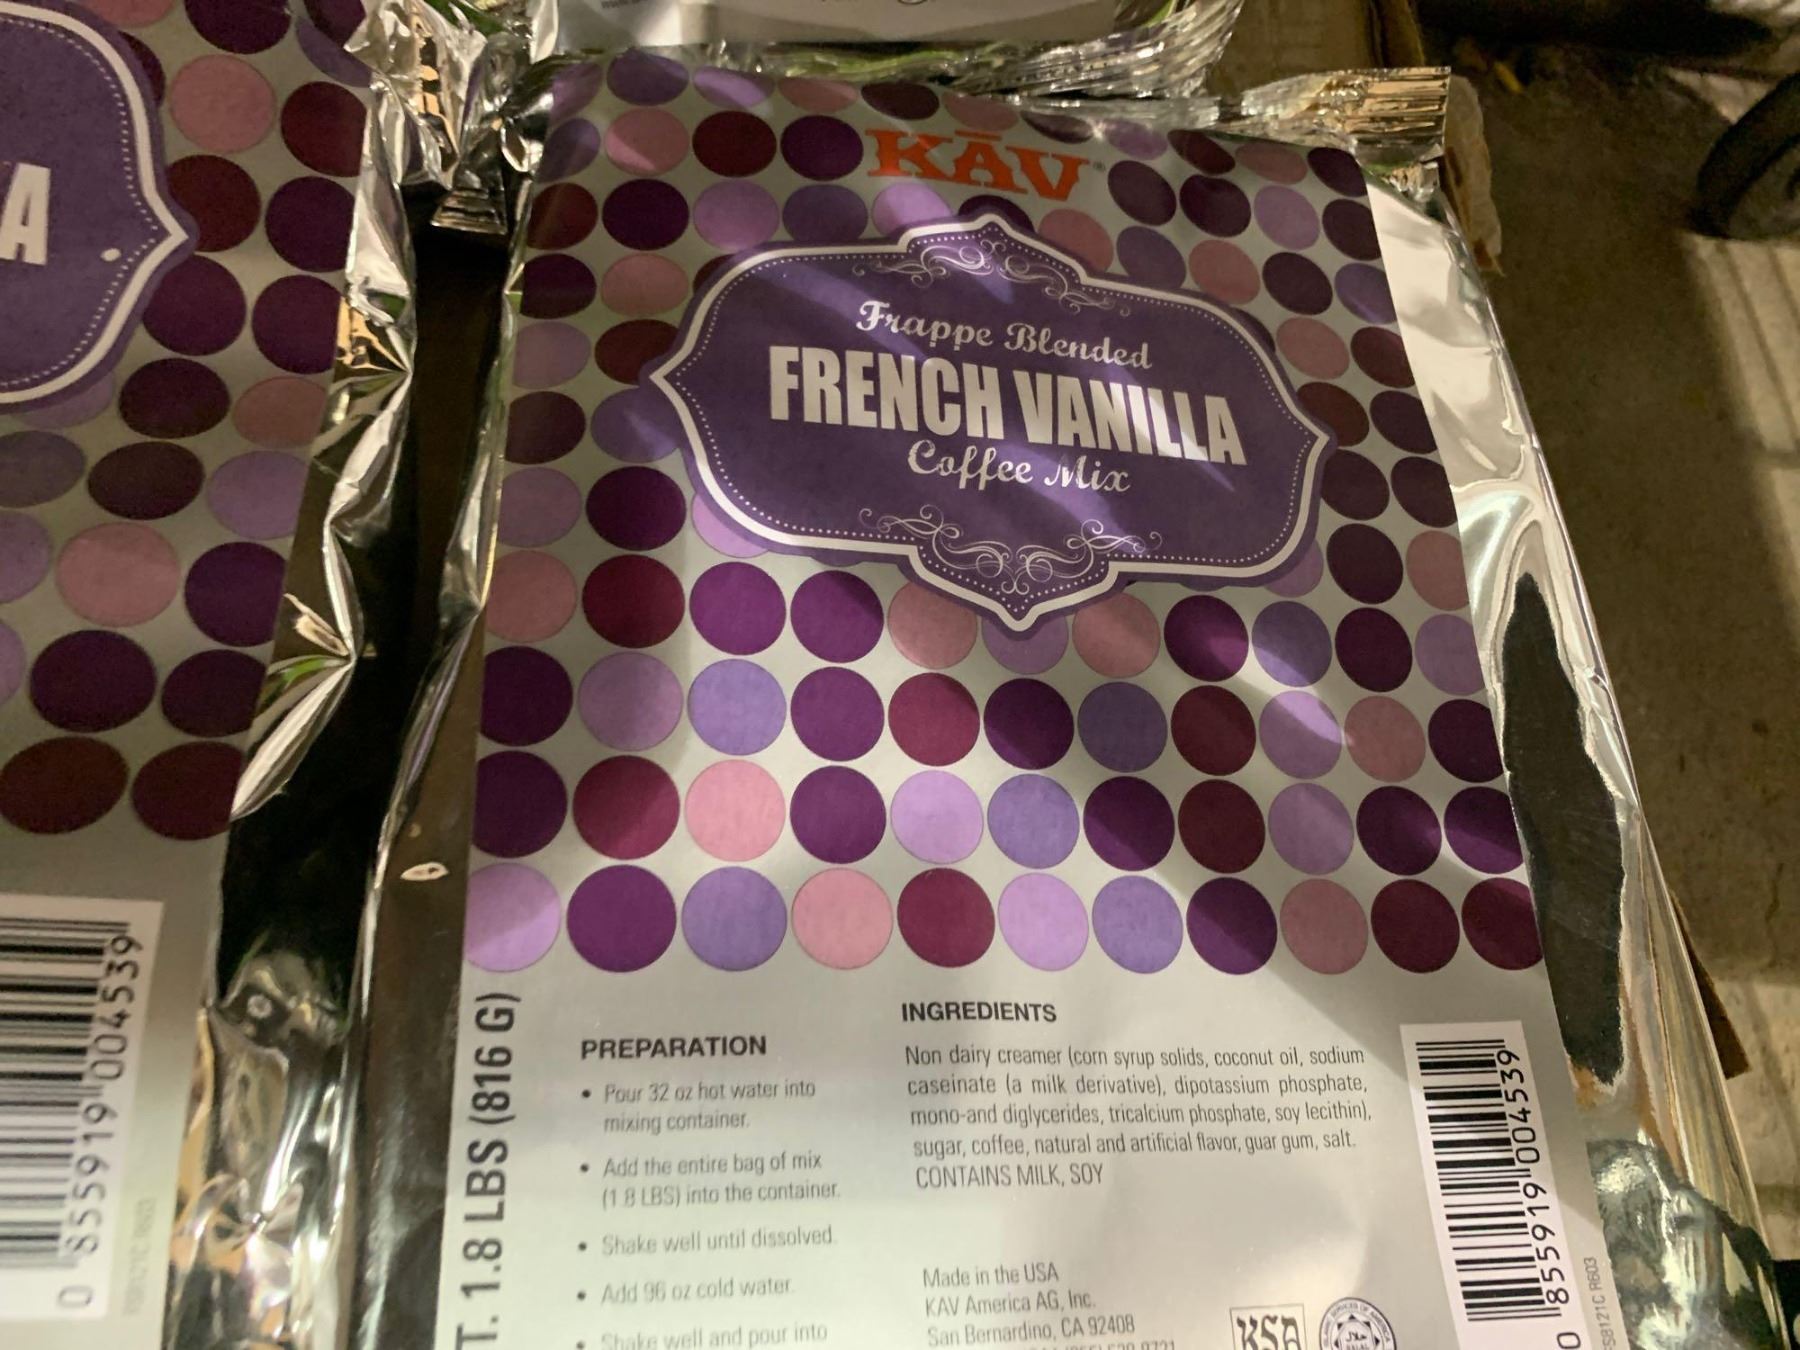 A
KĀV®
Frappe Blended
FRENCH VANILLA
Coffee Mix
T. 1.8 LBS (816 G)
PREPARATION
• Pour 32 oz hot water into
mixing container.
• Add the entire bag of mix
(1.8 LBS) into the container.
• Shake well until dissolved.
• Add 96 oz cold water.
• Shake well and pour into
INGREDIENTS
Non dairy creamer (corn syrup solids, coconut oil, sodium
caseinate (a milk derivative), dipotassium phosphate,
mono-and diglycerides, tricalcium phosphate, soy lecithin),
sugar, coffee, natural and artificial flavor, guar gum, salt.
CONTAINS MILK, SOY
Made in the USA
KAV America AG, Inc.
San Bernardino, CA 92408
KSA
HALAL
0 855919 004539
0 855919 004539